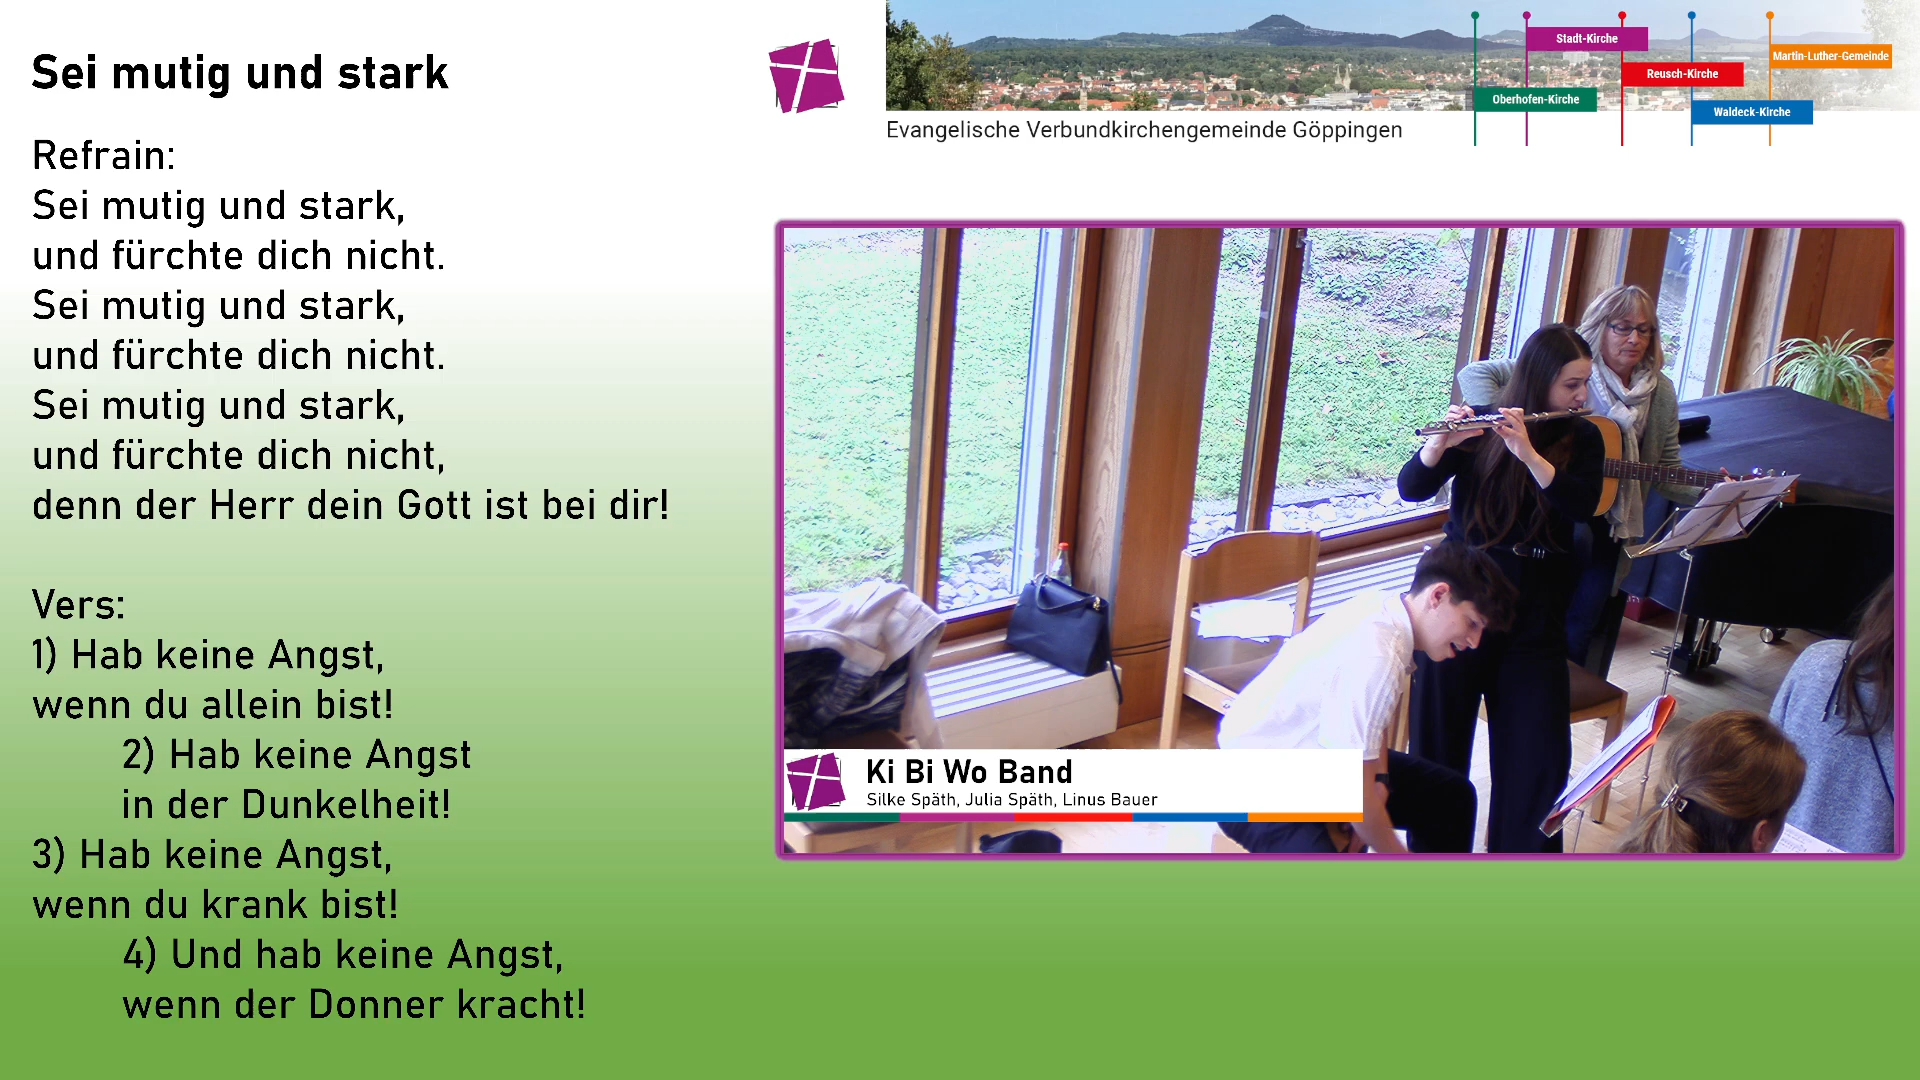 Sei mutig und stark
Refrain:
Sei mutig und stark,
und fürchte dich nicht.
Sei mutig und stark,
und fürchte dich nicht.
Sei mutig und stark,
und fürchte dich nicht,
denn der Herr dein Gott ist bei dir!
Vers:
1) Hab keine Angst,
wenn du allein bist!
2) Hab keine Angst
in der Dunkelheit!
3) Hab keine Angst,
wenn du krank bist!
4) Und hab keine Angst,
wenn der Donner kracht!
Stadt-Kirche
Martin-Luther-Gemeinde
Reusch-Kirche
Oberhofen-Kirche
Waldeck-Kirche
Evangelische Verbundkirchengemeinde Göppingen
Ki Bi Wo Band
Silke Späth, Julia Späth, Linus Bauer